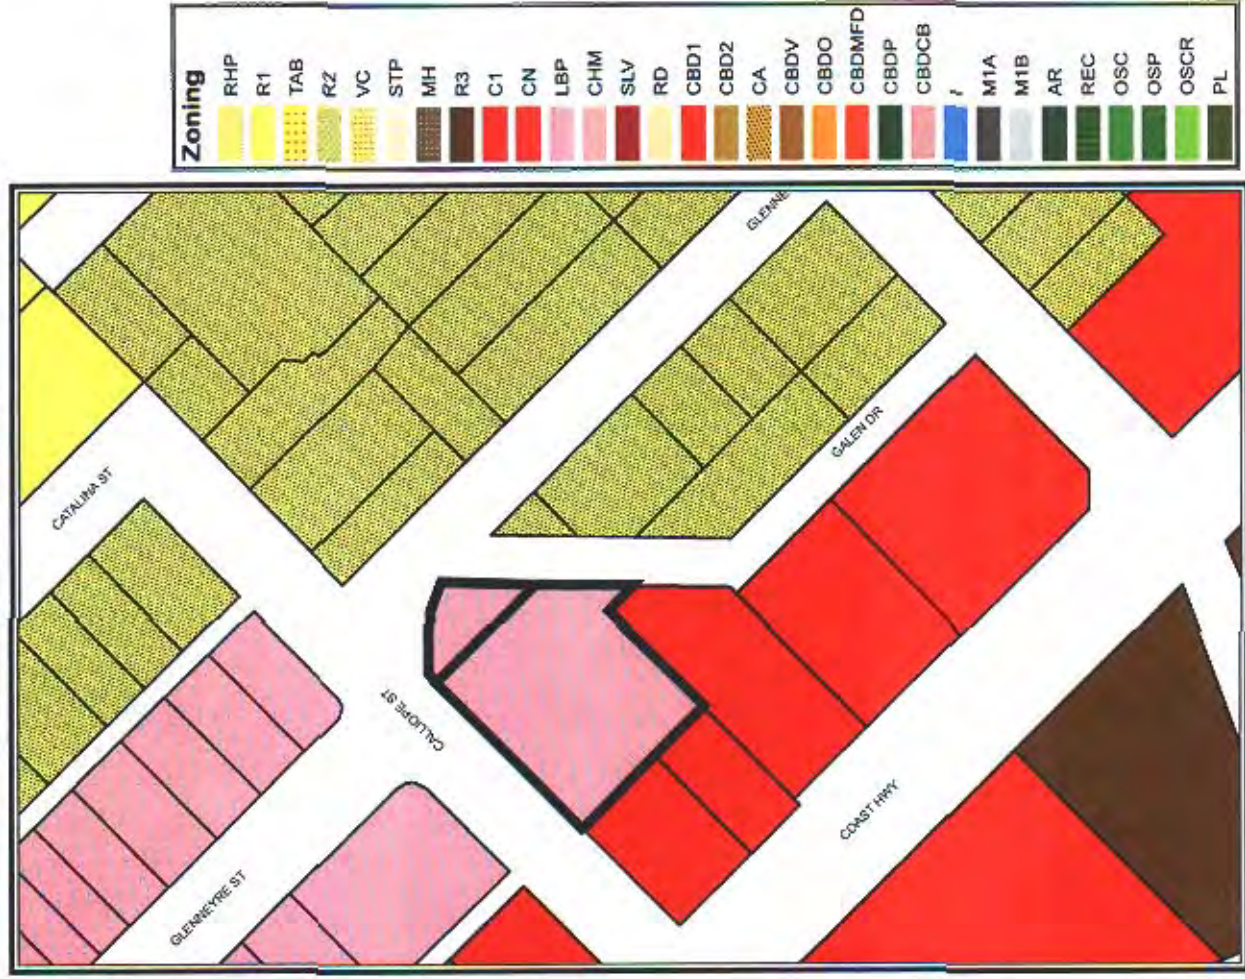 Zoning
RHP
R1
TAB
R2
VC
STP
MH
R3
C1
CN
LBP
CHM
SLV
RD
CBD1
CBD2
CA
CBDV
CBDO
CBDMFD
CBDP
CBDCB
M1A
M1B
AR
REC
OSC
OSP
OSCR
PL
GLENNE
CATALINA ST
GALEN DR
CALLIOPE ST
COAST HWY
GLENNEYRE ST